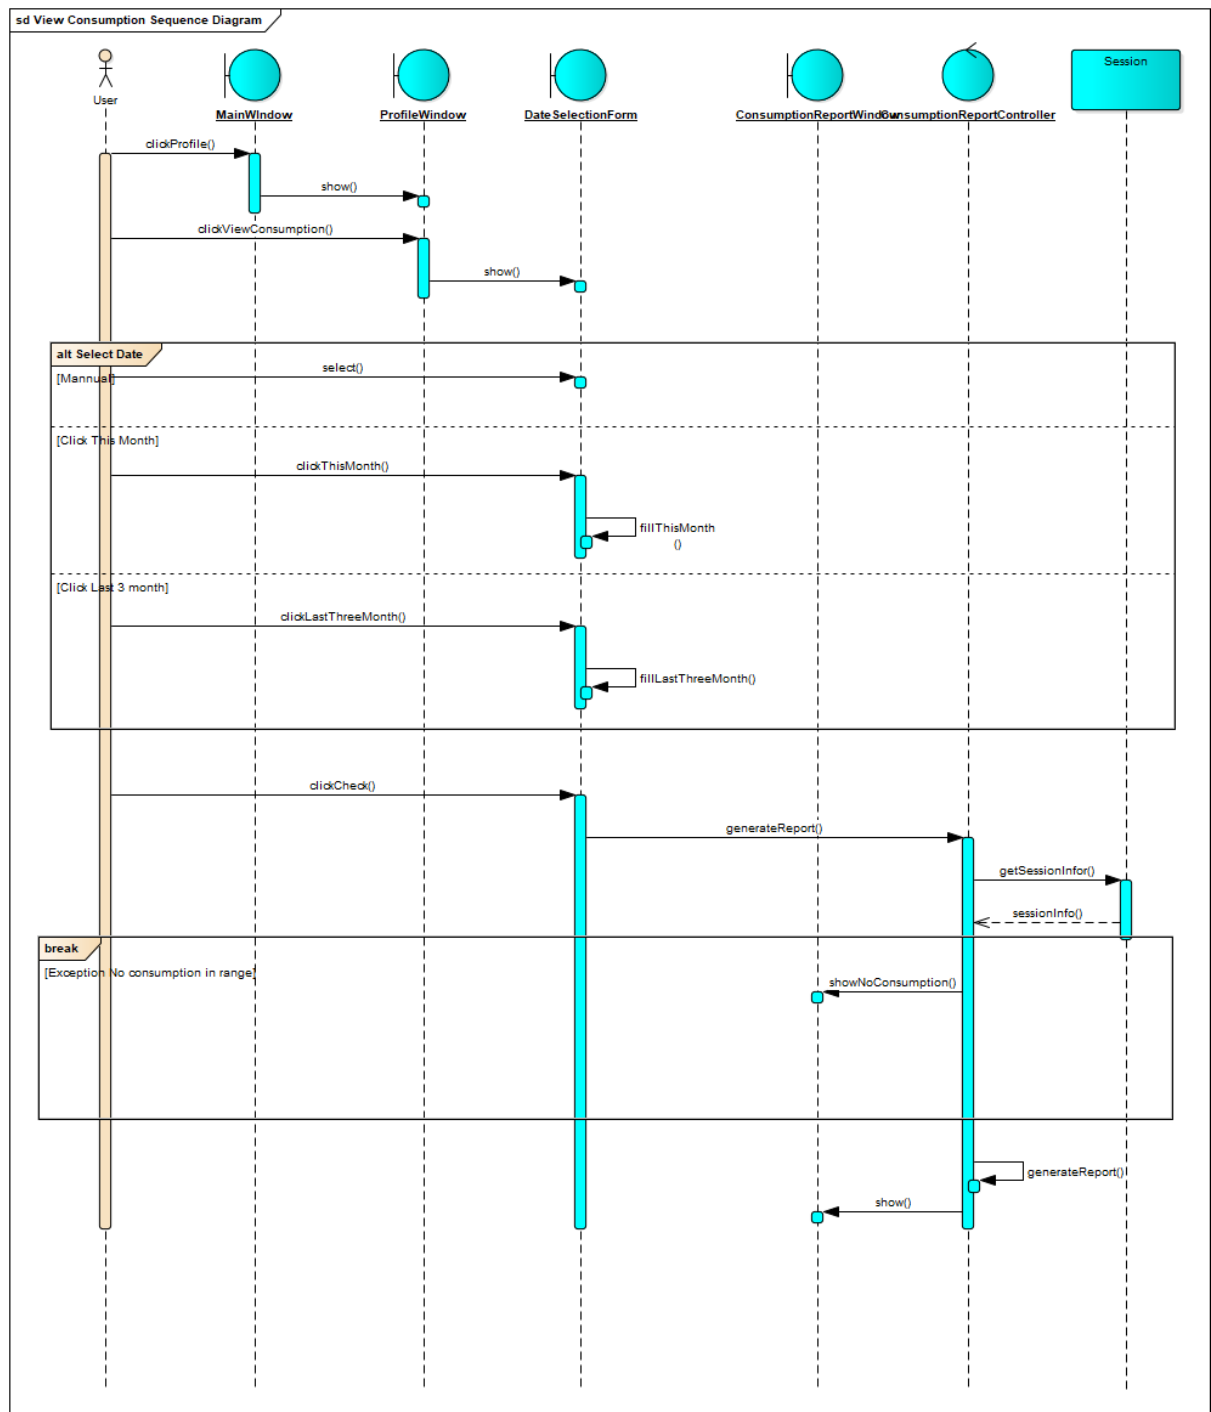 sd View Consumption Sequence Diagram
User
MainWIndow
ProfileWindow
DateSelectionForm
ConsumptionReportWindow
ConsumptionReportController
Session
clickProfile()
show()
clickViewConsumption()
show()
alt Select Date
[Mannual]
select()
[Click This Month]
clickThisMonth()
fillThisMonth
()
[Click Last 3 month]
clickLastThreeMonth()
fillLastThreeMonth()
clickCheck()
generateReport()
getSessionInfor()
sessionInfo()
break
[Exception No consumption in range]
showNoConsumption()
generateReport()
show()